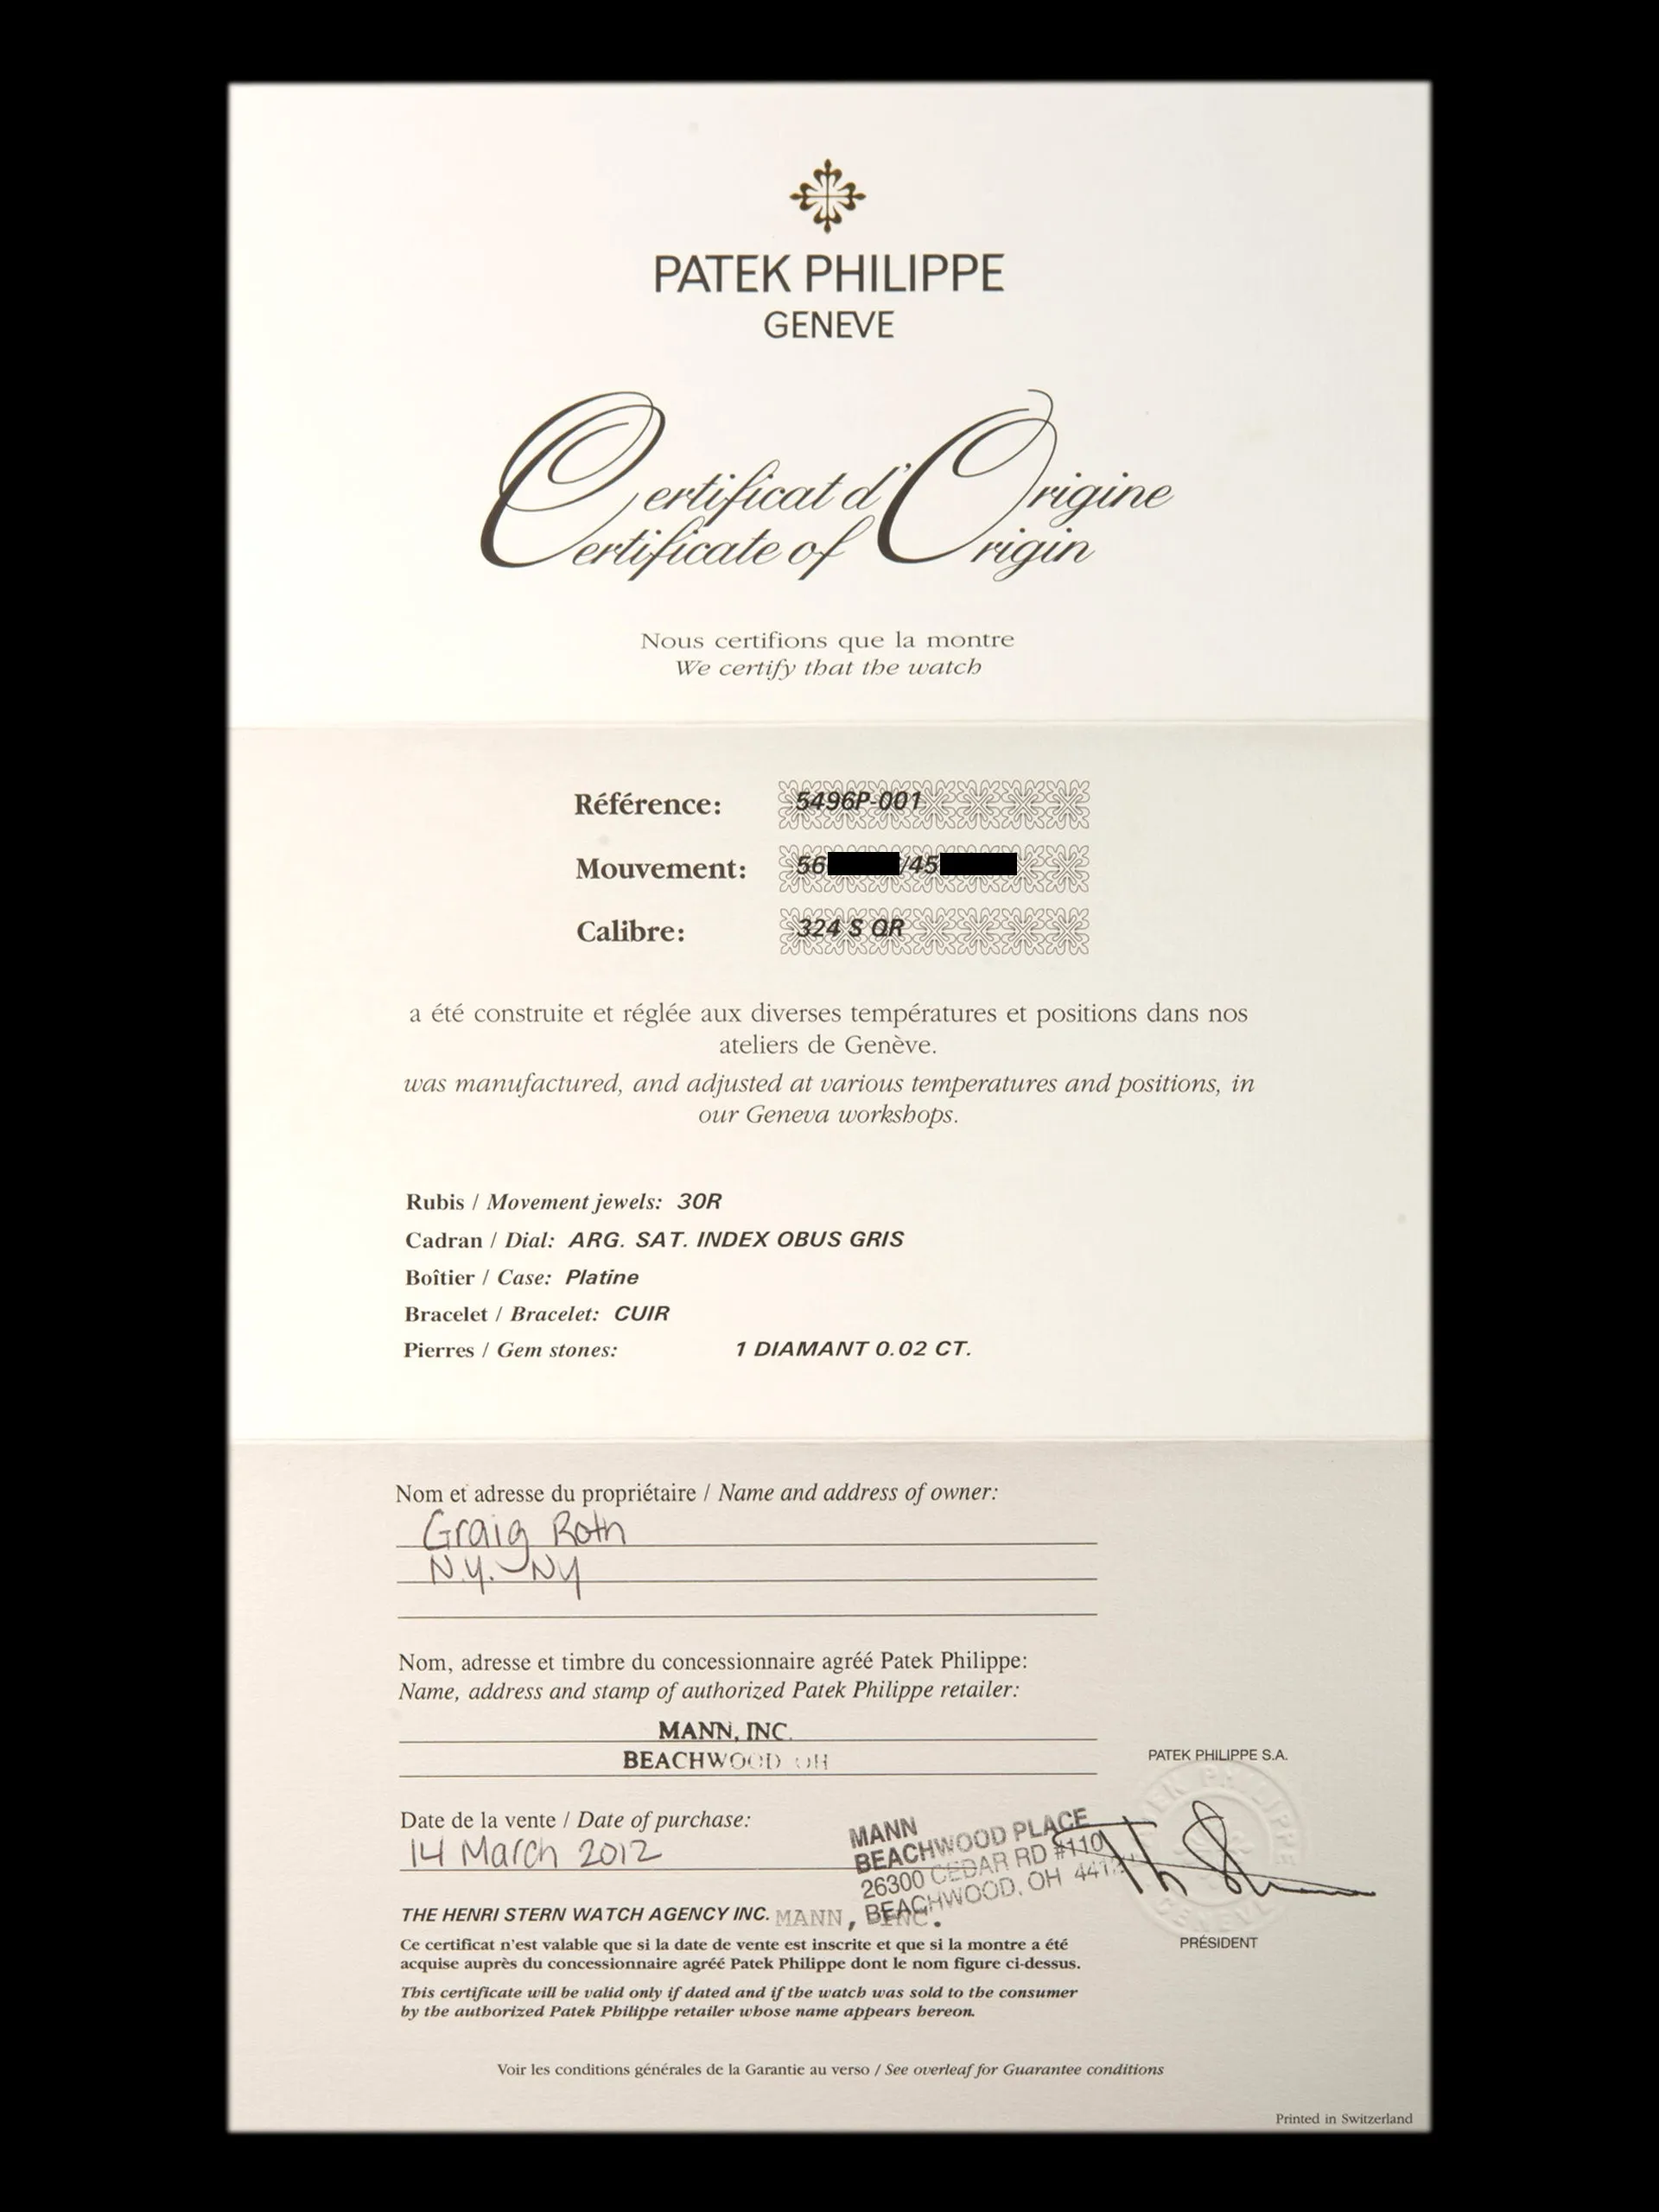 PATEK PHILIPPE
GENEVE
Certificat d'Origine
Certificate of Origin
Nous certifions que la montre
We certify that the watch
Référence: 5496P-001
Mouvement: 56 /45
Calibre: 324 S QR
a été construite et réglée aux diverses températures et positions dans nos
ateliers de Genève.
was manufactured, and adjusted at various temperatures and positions, in
our Geneva workshops.
Rubis / Movement jewels: 30R
Cadran / Dial: ARG. SAT. INDEX OBUS GRIS
Boîtier / Case: Platine
Bracelet / Bracelet: CUIR
Pierres / Gem stones: 1 DIAMANT 0.02 CT.
Nom et adresse du propriétaire / Name and address of owner:
Graig Roth
N.Y. NY
Nom, adresse et timbre du concessionnaire agréé Patek Philippe:
Name, address and stamp of authorized Patek Philippe retailer:
MANN, INC.
BEACHWOOD OH
PATEK PHILIPPE S.A.
PATEK PHILIPPE GENEVE
Date de la vente / Date of purchase:
14 March 2012
MANN
BEACHWOOD PLACE
26300 CEDAR RD #110
BEACHWOOD, OH
THE HENRI STERN WATCH AGENCY INC. MANN, INC.
PRÉSIDENT
Ce certificat n'est valable que si la date de vente est inscrite et que si la montre a été
acquise auprès du concessionnaire agréé Patek Philippe dont le nom figure ci-dessus.
This certificate will be valid only if dated and if the watch was sold to the consumer
by the authorized Patek Philippe retailer whose name appears hereon.
Voir les conditions générales de la Garantie au verso / See overleaf for Guarantee conditions
Printed in Switzerland